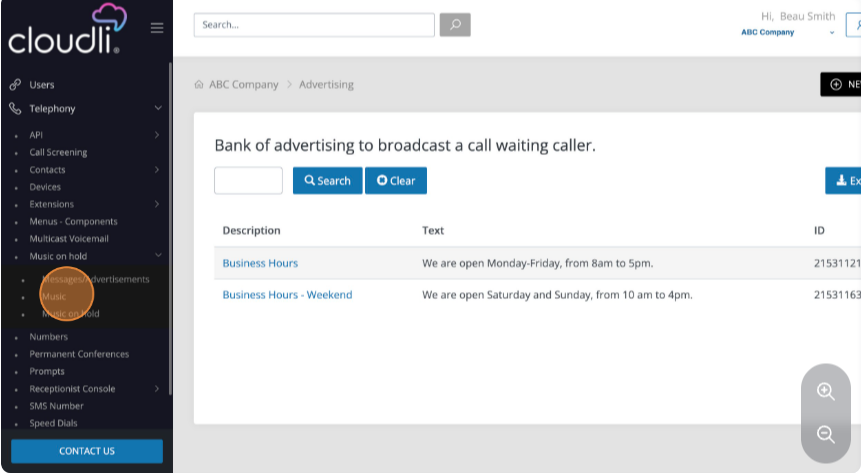 cloudli®
Search...
Hi, Beau Smith
ABC Company
Users
Telephony
API
Call Screening
Contacts
Devices
Extensions
Menus - Components
Multicast Voicemail
Music on hold
Messages/Advertisements
Music
Music on hold
Numbers
Permanent Conferences
Prompts
Receptionist Console
SMS Number
Speed Dials
CONTACT US
ABC Company > Advertising
NE
Bank of advertising to broadcast a call waiting caller.
Search Clear
Ex
Description Text ID
Business Hours We are open Monday-Friday, from 8am to 5pm. 21531121
Business Hours - Weekend We are open Saturday and Sunday, from 10 am to 4pm. 21531163